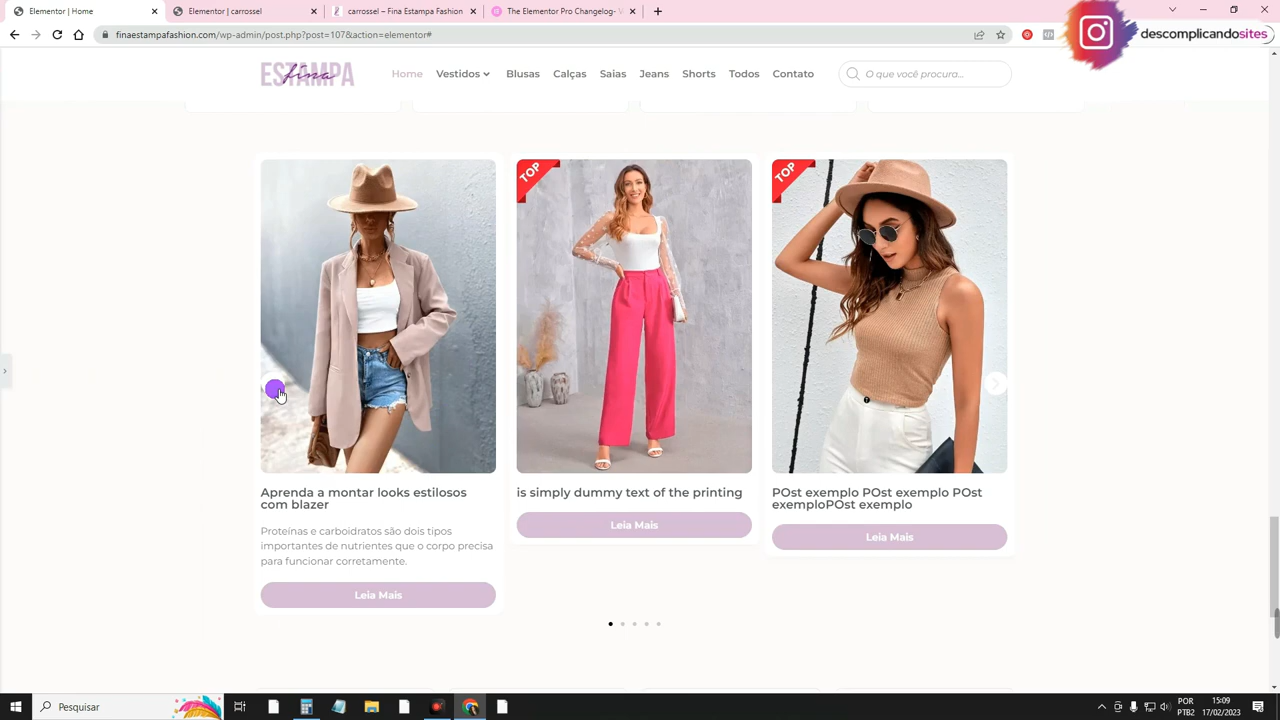 Elementor | Home
Elementor | carrossel
carrossel – Fina Estampa Fashion
The Elementor Pro Changelog-
finaestampafashion.com/wp-admin/post.php?post=107&action=elementor#
descomplicandosites
ESTAMPA
fina
Home
Vestidos
Blusas
Calças
Saias
Jeans
Shorts
Todos
Contato
O que você procura...
TOP
TOP
Aprenda a montar looks estilosos
com blazer
Proteínas e carboidratos são dois tipos
importantes de nutrientes que o corpo precisa
para funcionar corretamente.
Leia Mais
is simply dummy text of the printing
Leia Mais
POst exemplo POst exemplo POst
exemploPOst exemplo
Leia Mais
Pesquisar
POR
PTB2
15:09
17/02/2023